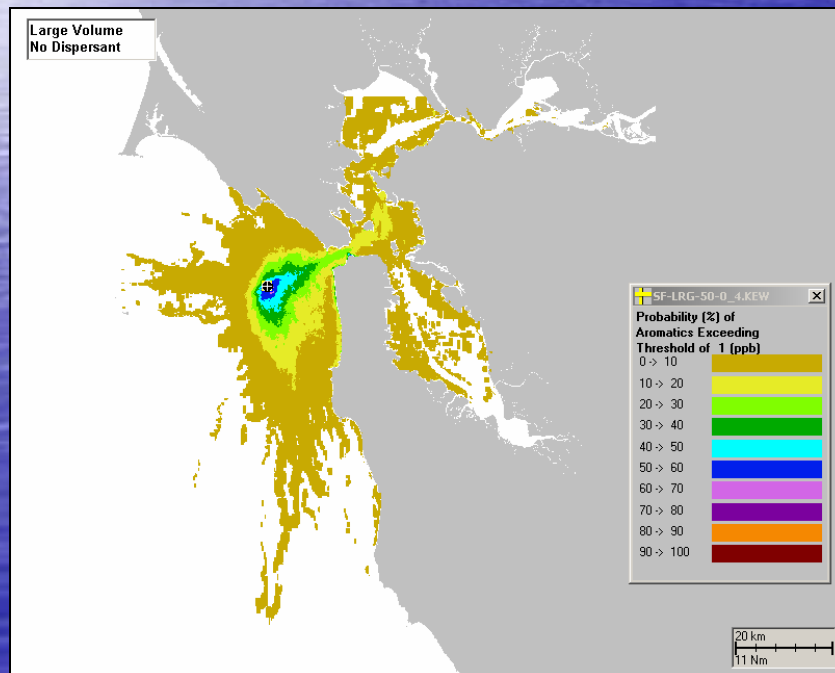 Large Volume
No Dispersant
SF-LRG-50-0_4.KEW
Probability (%) of
Aromatics Exceeding
Threshold of 1 (ppb)
0 -> 10
10 -> 20
20 -> 30
30 -> 40
40 -> 50
50 -> 60
60 -> 70
70 -> 80
80 -> 90
90 -> 100
20 km
11 Nm